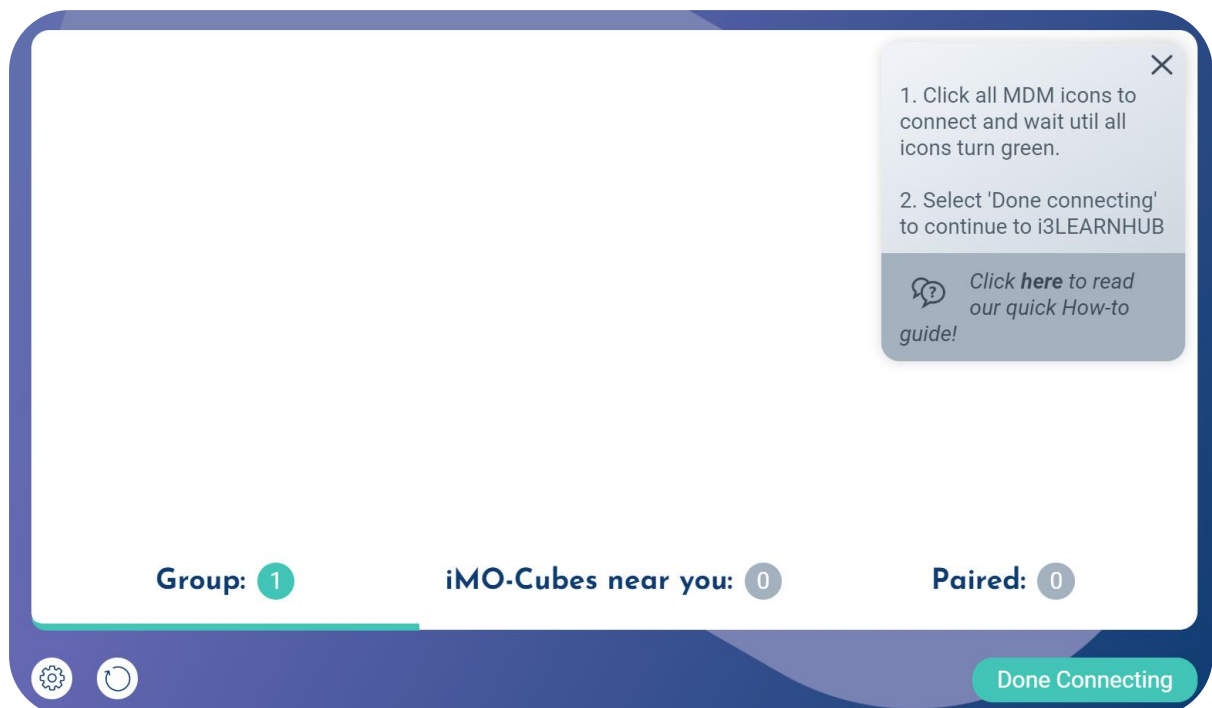 1. Click all MDM icons to
connect and wait util all
icons turn green.
2. Select 'Done connecting'
to continue to i3LEARNHUB
Click here to read
our quick How-to
guide!
Group: 1
iMO-Cubes near you: 0
Paired: 0
Done Connecting